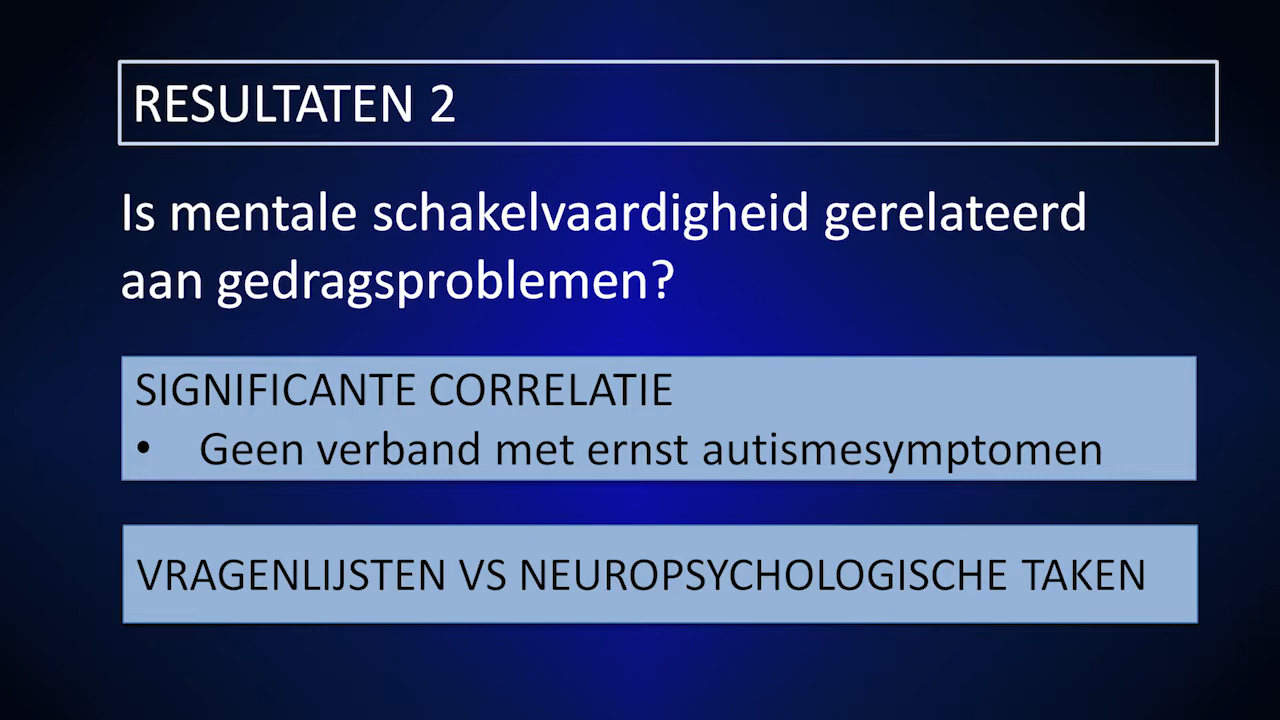 RESULTATEN 2
Is mentale schakelvaardigheid gerelateerd
aan gedragsproblemen?
SIGNIFICANTE CORRELATIE
• Geen verband met ernst autismesymptomen
VRAGENLIJSTEN VS NEUROPSYCHOLOGISCHE TAKEN